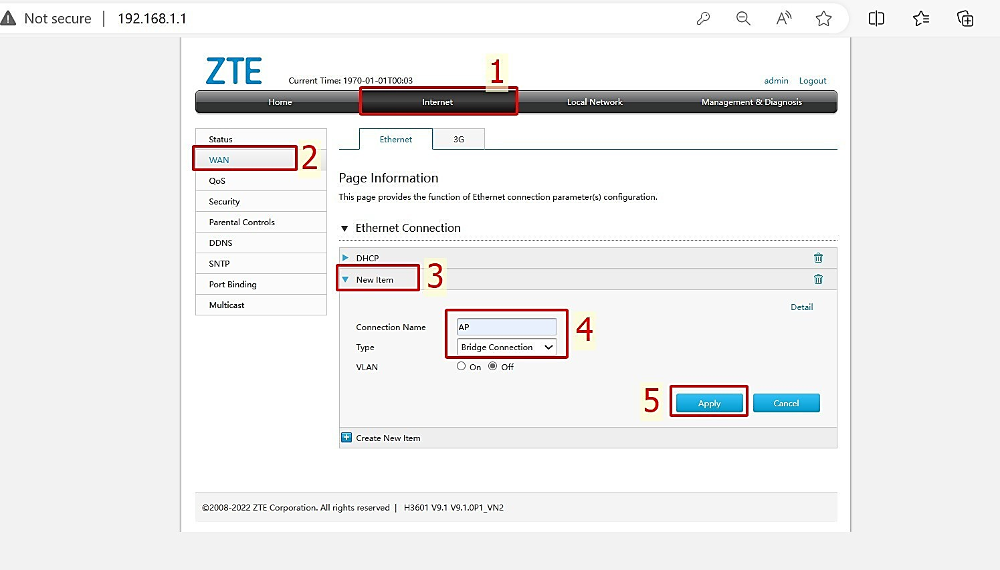 Not secure | 192.168.1.1
ZTE
Current Time: 1970-01-01T00:03
1
admin Logout
Home Internet Local Network Management & Diagnosis
Status
WAN
2
QoS
Security
Parental Controls
DDNS
SNTP
Port Binding
Multicast
Ethernet 3G
Page Information
This page provides the function of Ethernet connection parameter(s) configuration.
Ethernet Connection
DHCP
New Item
3
Detail
Connection Name AP
Type Bridge Connection
4
VLAN On Off
5
Apply Cancel
Create New Item
©2008-2022 ZTE Corporation. All rights reserved | H3601 V9.1 V9.1.0P1_VN2